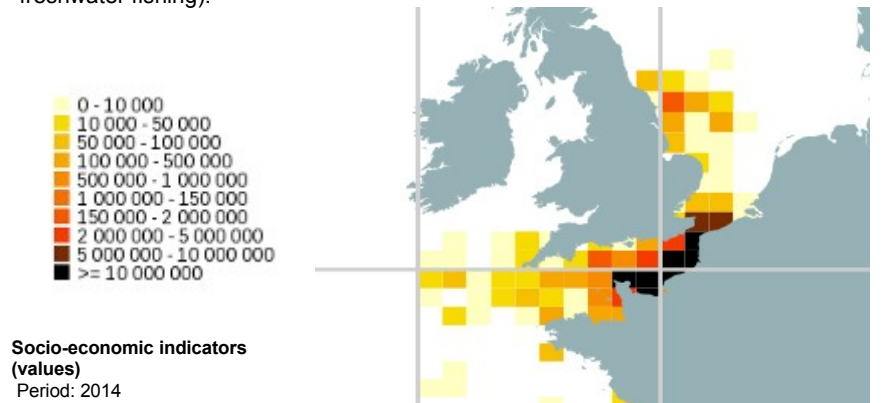 freshwater fishing).
0 - 10 000
10 000 - 50 000
50 000 - 100 000
100 000 - 500 000
500 000 - 1 000 000
1 000 000 - 150 000
150 000 - 2 000 000
2 000 000 - 5 000 000
5 000 000 - 10 000 000
>= 10 000 000
Socio-economic indicators
(values)
Period: 2014